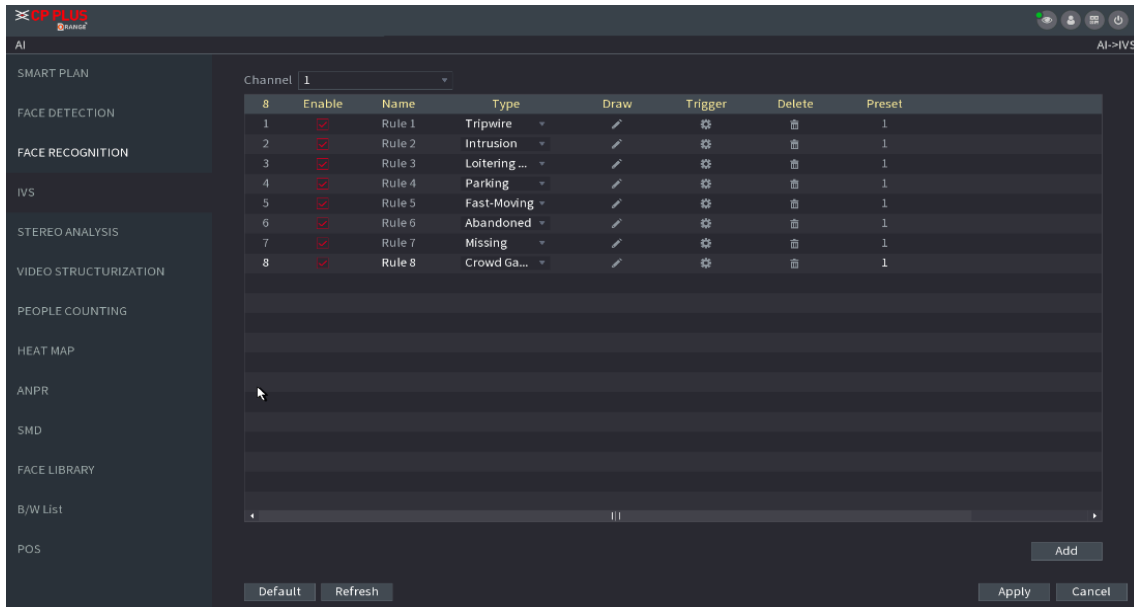 CP PLUS
ORANGE
AI AI->IVS
SMART PLAN
FACE DETECTION
FACE RECOGNITION
IVS
STEREO ANALYSIS
VIDEO STRUCTURIZATION
PEOPLE COUNTING
HEAT MAP
ANPR
SMD
FACE LIBRARY
B/W List
POS
Channel 1
8 Enable Name Type Draw Trigger Delete Preset
1 Rule 1 Tripwire 1
2 Rule 2 Intrusion 1
3 Rule 3 Loitering ... 1
4 Rule 4 Parking 1
5 Rule 5 Fast-Moving 1
6 Rule 6 Abandoned 1
7 Rule 7 Missing 1
8 Rule 8 Crowd Ga... 1
Add
Default Refresh Apply Cancel